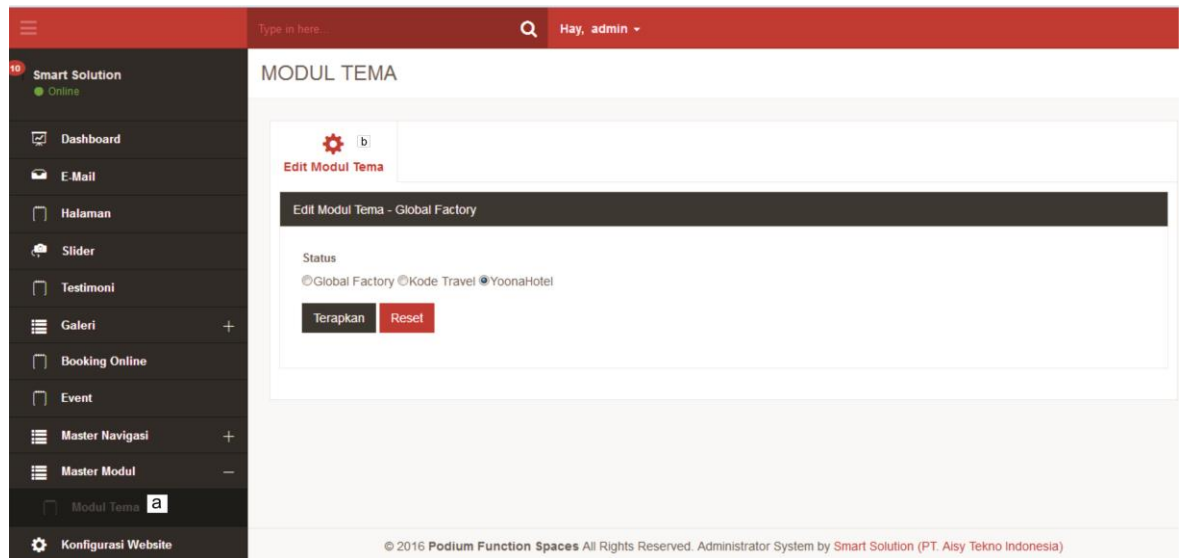 Type in here...
Hay, admin
10
Smart Solution
Online
MODUL TEMA
Dashboard
E-Mail
Halaman
Slider
Testimoni
Galeri
Booking Online
Event
Master Navigasi
Master Modul
Modul Tema a
Konfigurasi Website
b
Edit Modul Tema
Edit Modul Tema - Global Factory
Status
Global Factory Kode Travel YoonaHotel
Terapkan Reset
© 2016 Podium Function Spaces All Rights Reserved. Administrator System by Smart Solution (PT. Aisy Tekno Indonesia)